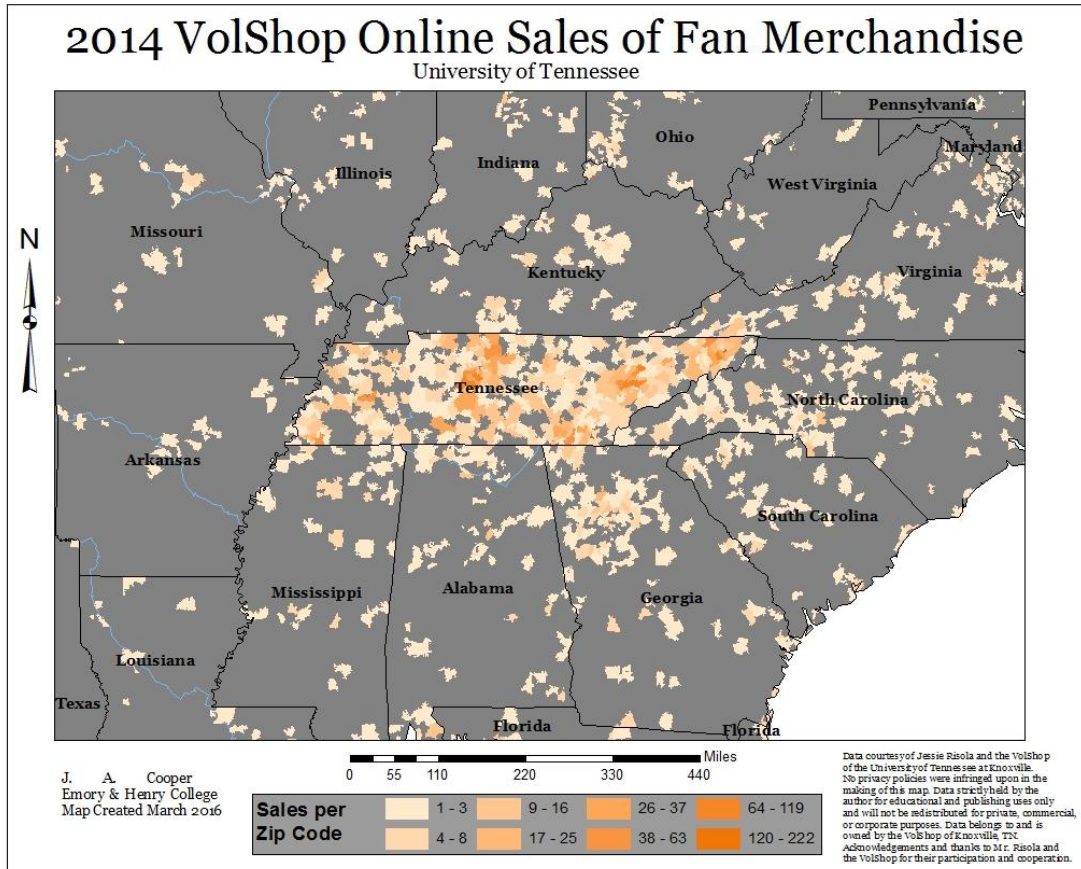 2014 VolShop Online Sales of Fan Merchandise
University of Tennessee
Pennsylvania
Ohio
Maryland
Indiana
Illinois
West Virginia
Missouri
N
Kentucky
Virginia
Tennessee
North Carolina
Arkansas
South Carolina
Mississippi
Alabama
Georgia
Louisiana
Texas
Florida
Florida
Miles
0 55 110 220 330 440
J. A. Cooper
Emory & Henry College
Map Created March 2016
Sales per
Zip Code
1 - 3
9 - 16
26 - 37
64 - 119
4 - 8
17 - 25
38 - 63
120 - 222
Data courtesy of Jessie Risola and the VolShop
of the University of Tennessee at Knoxville.
No privacy policies were infringed upon in the
making of this map. Data strictly held by the
author for educational and publishing uses only
and will not be redistributed for private, commercial,
or corporate purposes. Data belongs to and is
owned by the VolShop of Knoxville, TN.
Acknowledgements and thanks to Mr. Risola and
the VolShop for their participation and cooperation.